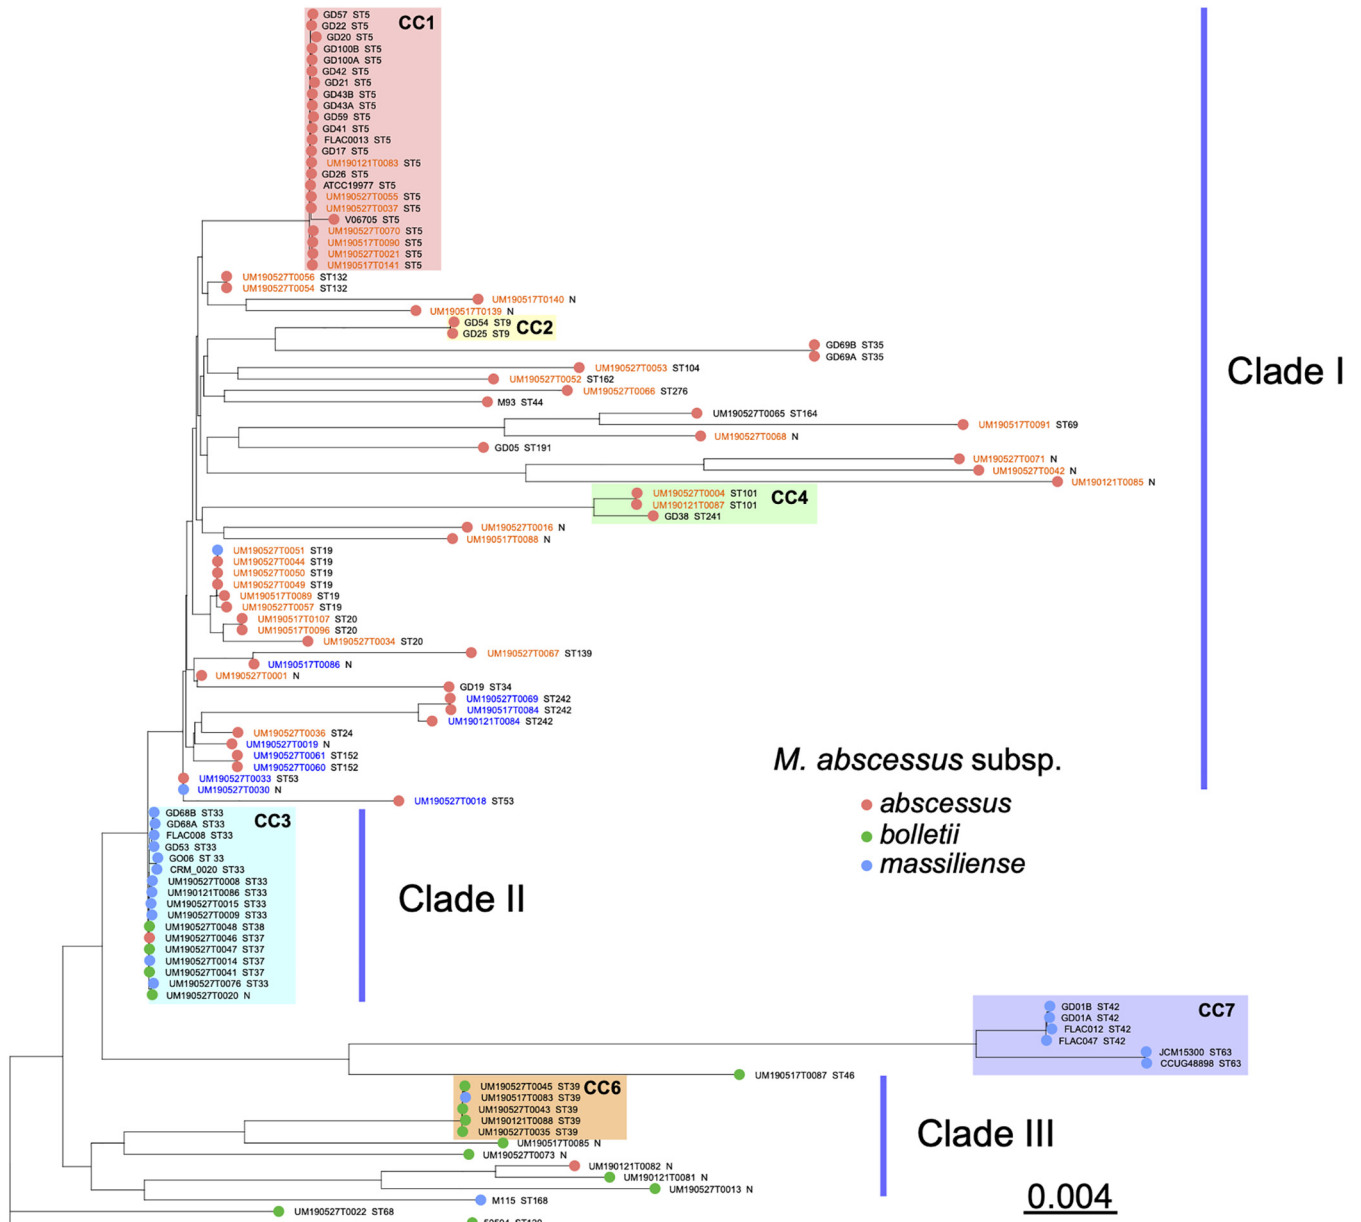 GD57 ST5
CC1
GD22 ST5
GD20 ST5
GD100B ST5
GD100A ST5
GD42 ST5
GD21 ST5
GD43B ST5
GD43A ST5
GD59 ST5
GD41 ST5
FLAC0013 ST5
GD17 ST5
UM190121T0083 ST5
GD26 ST5
ATCC19977 ST5
UM190527T0055 ST5
UM190527T0037 ST5
V06705 ST5
UM190527T0070 ST5
UM190517T0090 ST5
UM190527T0021 ST5
UM190517T0141 ST5
UM190527T0056 ST132
UM190527T0054 ST132
UM190517T0140 N
UM190517T0139 N
GD54 ST9
CC2
GD25 ST9
GD69B ST35
GD69A ST35
UM190527T0053 ST104
Clade I
UM190527T0052 ST162
UM190527T0066 ST276
M93 ST44
UM190527T0065 ST164
UM190517T0091 ST69
UM190527T0068 N
GD05 ST191
UM190527T0071 N
UM190527T0042 N
UM190121T0085 N
UM190527T0004 ST101
CC4
UM190121T0087 ST101
GD38 ST241
UM190527T0016 N
UM190517T0088 N
UM190527T0051 ST19
UM190527T0044 ST19
UM190527T0050 ST19
UM190527T0049 ST19
UM190517T0089 ST19
UM190527T0057 ST19
UM190517T0107 ST20
UM190517T0096 ST20
UM190527T0034 ST20
UM190527T0067 ST139
UM190517T0086 N
UM190527T0001 N
GD19 ST34
UM190527T0069 ST242
UM190517T0084 ST242
UM190121T0084 ST242
UM190527T0036 ST24
UM190527T0019 N
UM190527T0061 ST152
UM190527T0060 ST152
M. abscessus subsp.
UM190527T0033 ST53
UM190527T0030 N
UM190527T0018 ST53
abscessus
bolletii
massiliense
GD68B ST33
CC3
GD68A ST33
FLAC008 ST33
GD53 ST33
GO06 ST 33
CRM_0020 ST33
UM190527T0008 ST33
UM190121T0086 ST33
Clade II
UM190527T0015 ST33
UM190527T0009 ST33
UM190527T0048 ST38
UM190527T0046 ST37
UM190527T0047 ST37
UM190527T0014 ST37
UM190527T0041 ST37
UM190527T0076 ST33
UM190527T0020 N
GD01B ST42
CC7
GD01A ST42
FLAC012 ST42
FLAC047 ST42
JCM15300 ST63
CCUG48898 ST63
UM190517T0087 ST46
UM190527T0045 ST39
CC6
UM190517T0083 ST39
UM190527T0043 ST39
UM190121T0088 ST39
UM190527T0035 ST39
Clade III
UM190517T0085 N
UM190527T0073 N
UM190121T0082 N
UM190121T0081 N
UM190527T0013 N
M115 ST168
0.004
UM190527T0022 ST68